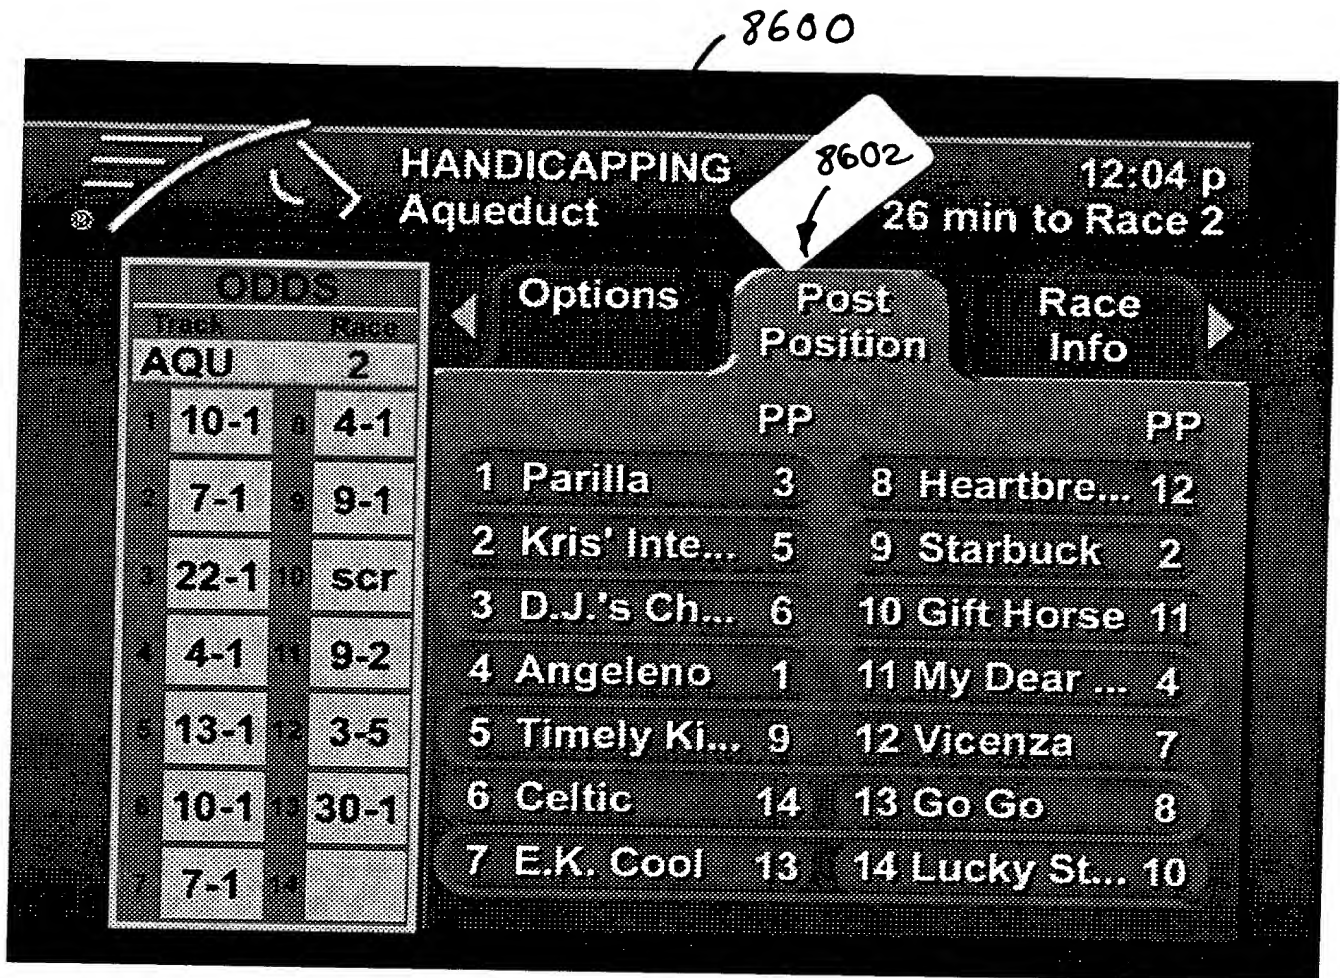 8600
8602
HANDICAPPING
Aqueduct
12:04 p
26 min to Race 2
®
ODDS
Track Race
AQU 2
1 10-1 8 4-1
2 7-1 9 9-1
3 22-1 10 scr
4 4-1 11 9-2
5 13-1 12 3-5
6 10-1 13 30-1
7 7-1 14
Options
Post
Position
Race
Info
PP PP
1 Parilla 3 8 Heartbre... 12
2 Kris' Inte... 5 9 Starbuck 2
3 D.J.'s Ch... 6 10 Gift Horse 11
4 Angeleno 1 11 My Dear ... 4
5 Timely Ki... 9 12 Vicenza 7
6 Celtic 14 13 Go Go 8
7 E.K. Cool 13 14 Lucky St... 10